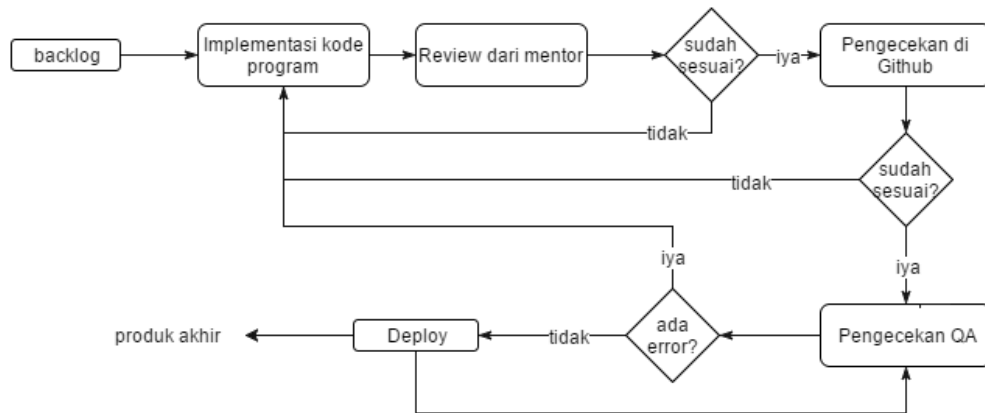 backlog
Implementasi kode
program
Review dari mentor
sudah
sesuai?
iya
Pengecekan di
Github
tidak
sudah
sesuai?
tidak
iya
iya
Pengecekan QA
ada
error?
tidak
Deploy
produk akhir